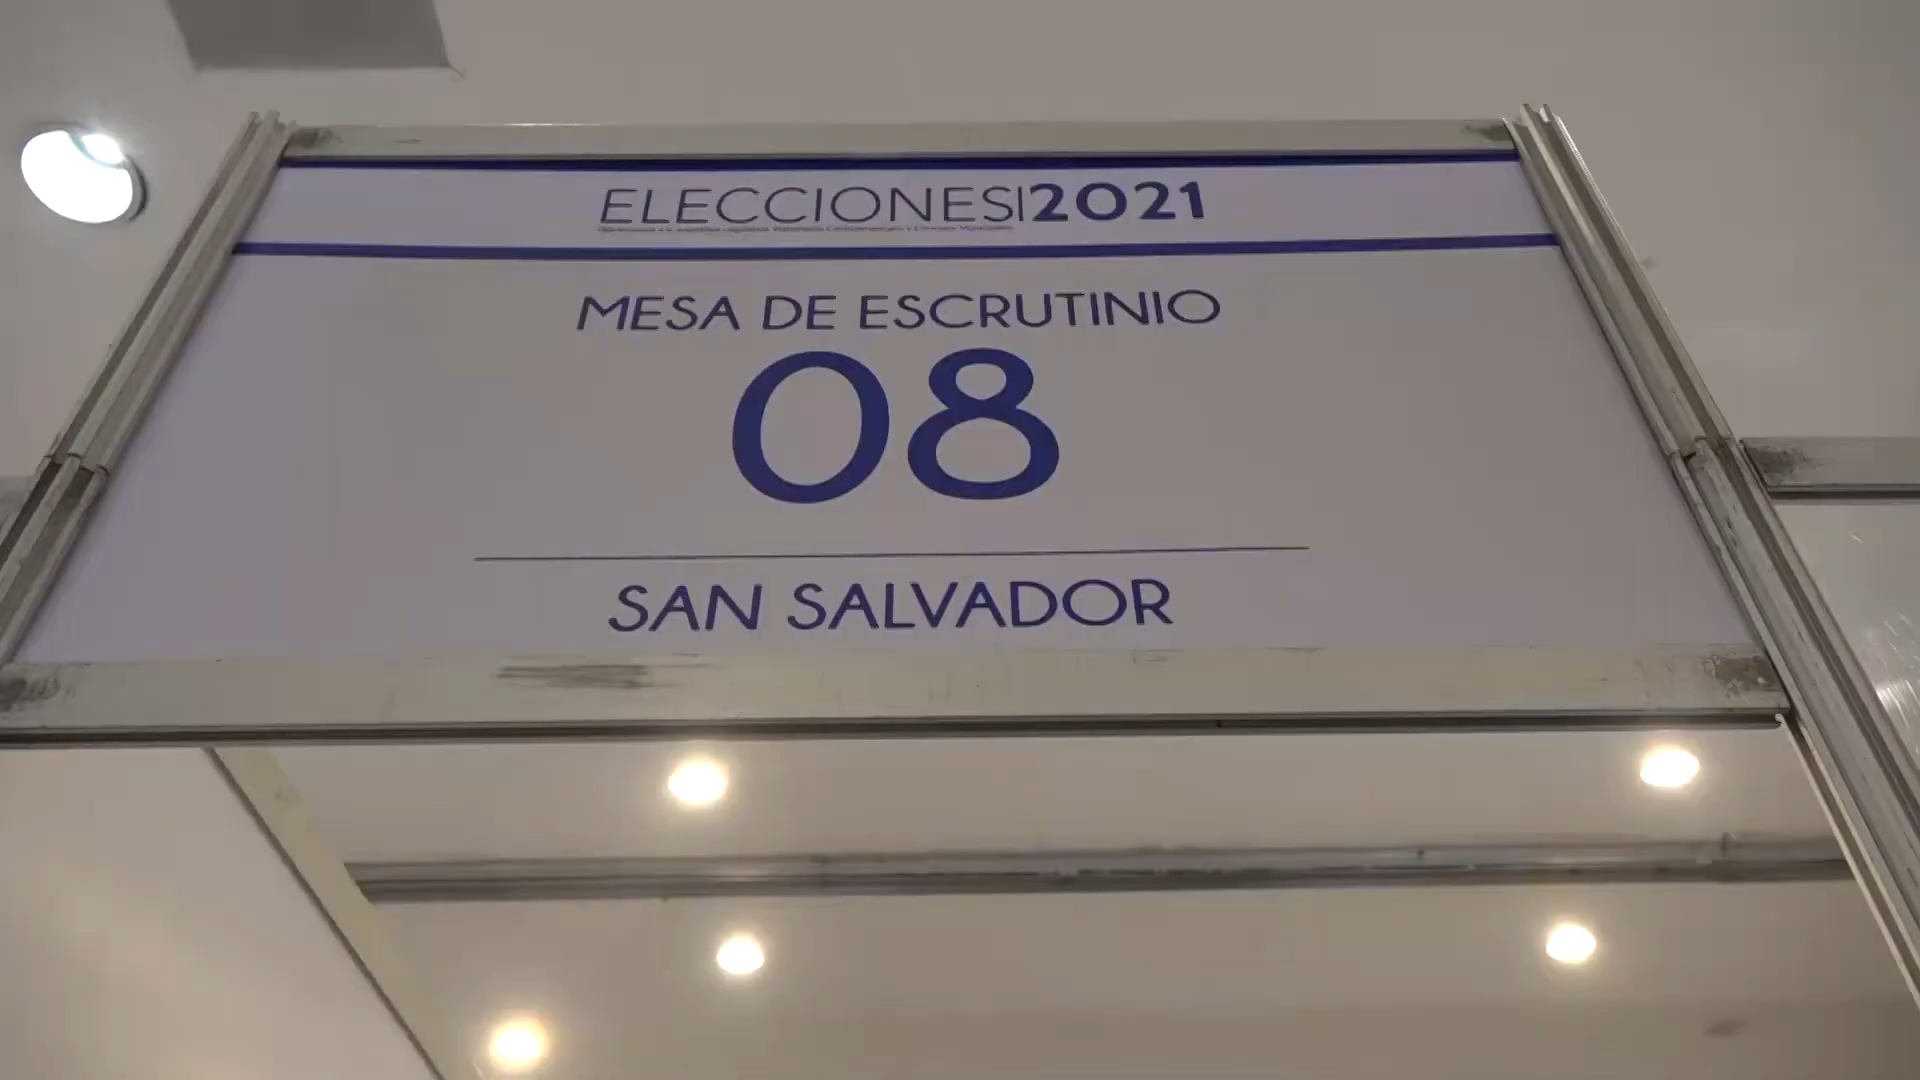 ELECCIONES|2021
MESA DE ESCRUTINIO
08
SAN SALVADOR